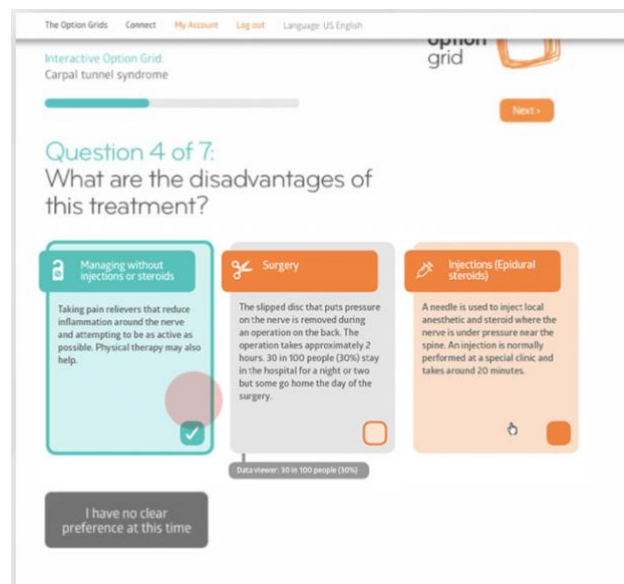 The Option Grids Connect My Account Log out Language: US English
option
grid
Interactive Option Grid:
Carpal tunnel syndrome
Next >
Question 4 of 7:
What are the disadvantages of
this treatment?
Managing without
injections or steroids
Taking pain relievers that reduce
inflammation around the nerve
and attempting to be as active as
possible. Physical therapy may also
help.
Surgery
The slipped disc that puts pressure
on the nerve is removed during
an operation on the back. The
operation takes approximately 2
hours. 30 in 100 people (30%) stay
in the hospital for a night or two
but some go home the day of the
surgery.
Data viewer: 30 in 100 people (30%)
Injections (Epidural
steroids)
A needle is used to inject local
anesthetic and steroid where the
nerve is under pressure near the
spine. An injection is normally
performed at a special clinic and
takes around 20 minutes.
I have no clear
preference at this time